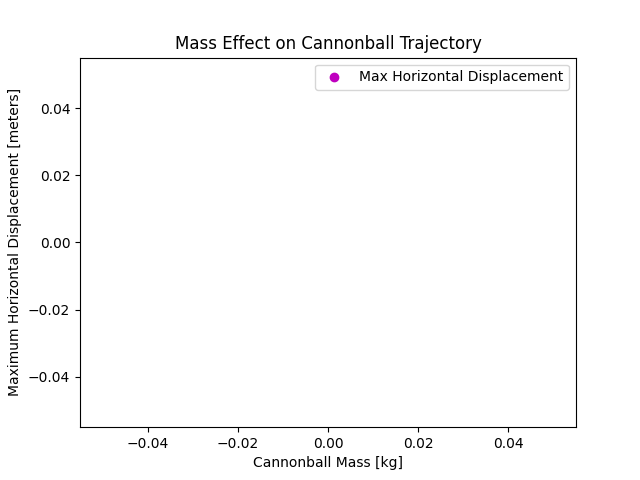 Mass Effect on Cannonball Trajectory
Max Horizontal Displacement
Maximum Horizontal Displacement [meters]
0.04
0.02
0.00
−0.02
−0.04
−0.04
−0.02
0.00
0.02
0.04
Cannonball Mass [kg]